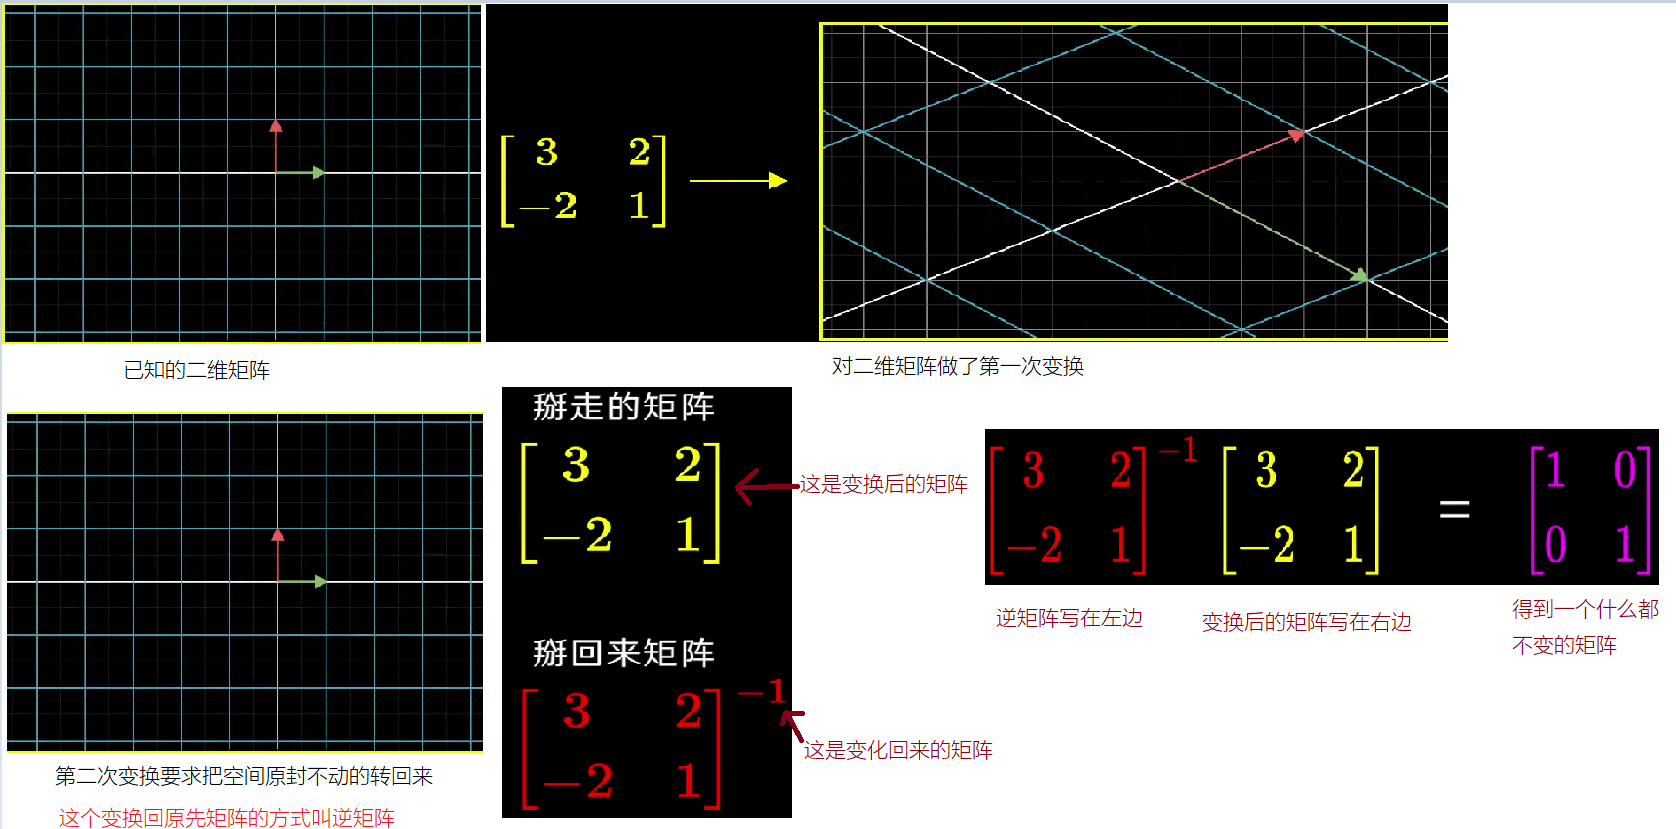 3 2
−2 1
已知的二维矩阵
对二维矩阵做了第一次变换
掰走的矩阵
3 2
−2 1
这是变换后的矩阵
掰回来矩阵
3 2 −1
−2 1
这是变化回来的矩阵
3 2 −1 3 2 = 1 0
−2 1 −2 1 0 1
逆矩阵写在左边
变换后的矩阵写在右边
得到一个什么都
不变的矩阵
第二次变换要求把空间原封不动的转回来
这个变换回原先矩阵的方式叫逆矩阵